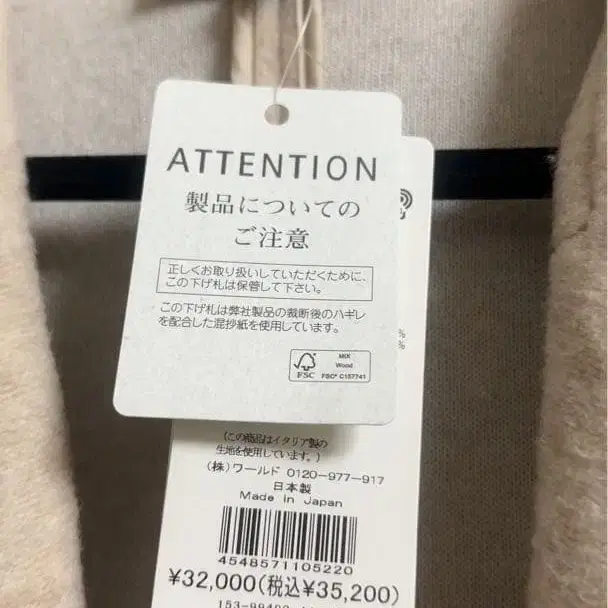 ATTENTION
製品についての
ご注意
正しくお取り扱いしていただくために、
この下げ札は保管して下さい。
この下げ札は弊社製品の裁断後のハギレ
を配合した混抄紙を使用しています。
FSC
MIX
Wood
FSC® C157741
%
%
(この商品はイタリア製の
生地を使用しています。)
(株)ワールド 0120-977-917
日本製
Made in Japan
4548571105220
¥32,000(税込¥35,200)